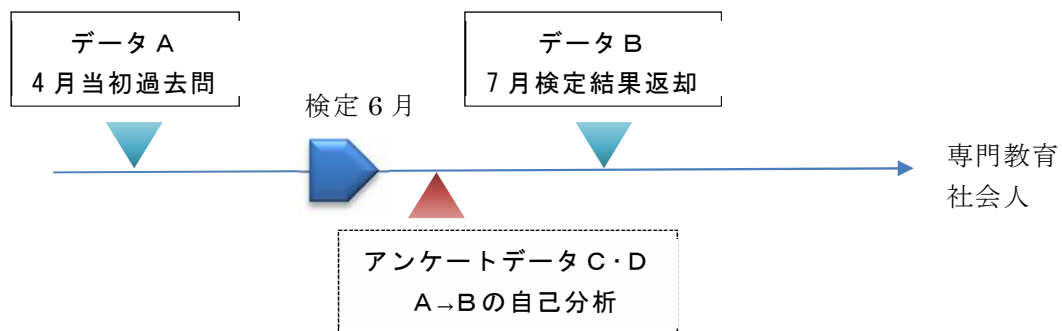 データA
4月当初過去問
データB
7月検定結果返却
検定6月
専門教育
社会人
アンケートデータC・D
A→Bの自己分析